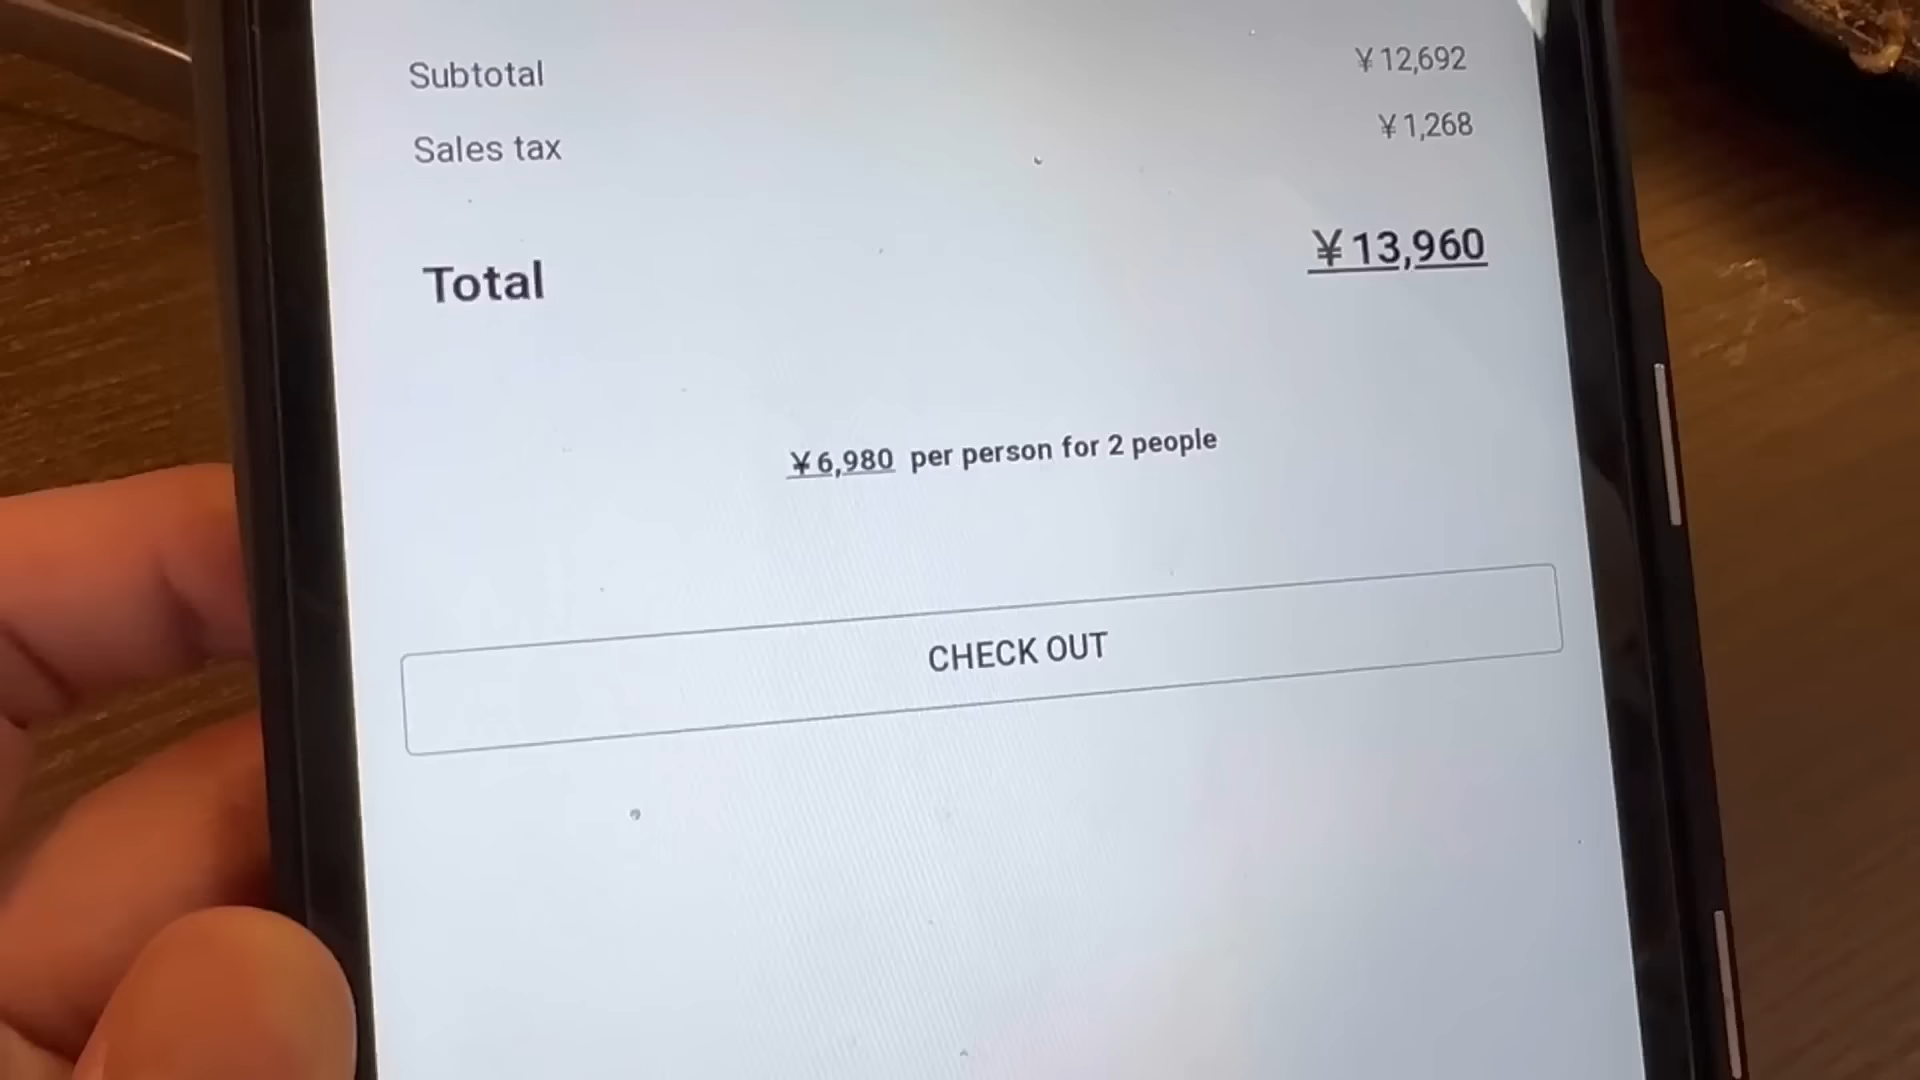 Subtotal ¥12,692
Sales tax ¥1,268
Total ¥13,960
¥6,980 per person for 2 people
CHECK OUT